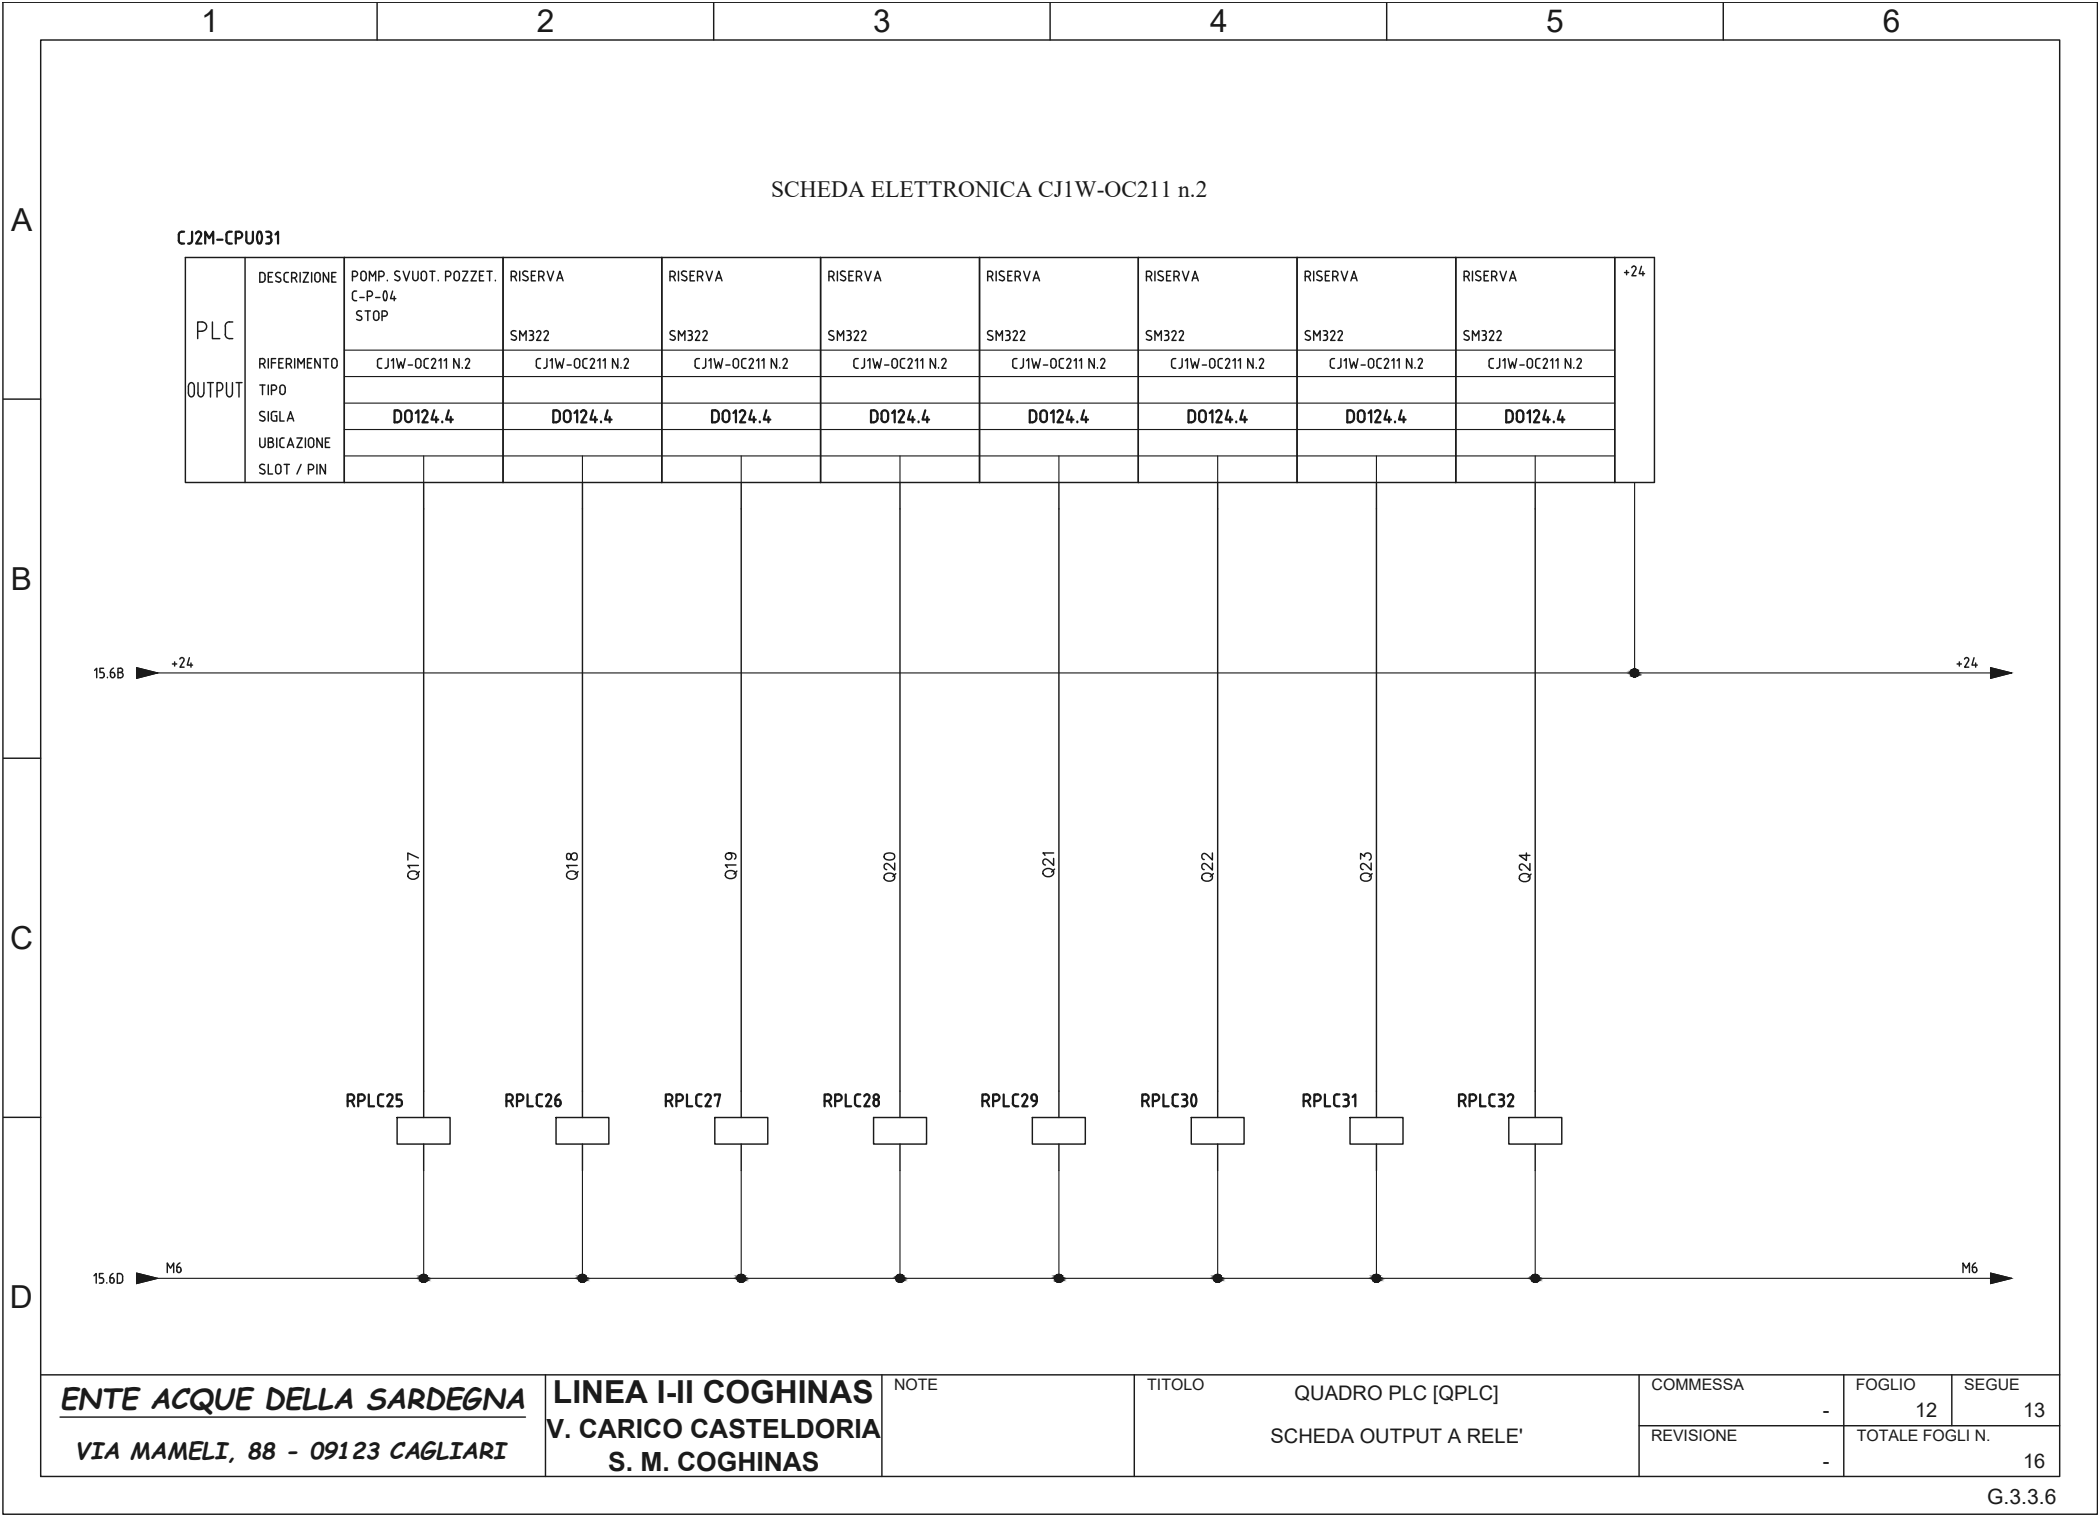 1 2 3 4 5 6
SCHEDA ELETTRONICA CJ1W-OC211 n.2
A
CJ2M-CPU031
DESCRIZIONE POMP. SVUOT. POZZET. RISERVA RISERVA RISERVA RISERVA RISERVA RISERVA RISERVA +24
C-P-04
STOP
PLC
SM322 SM322 SM322 SM322 SM322 SM322 SM322
RIFERIMENTO CJ1W-OC211 N.2 CJ1W-OC211 N.2 CJ1W-OC211 N.2 CJ1W-OC211 N.2 CJ1W-OC211 N.2 CJ1W-OC211 N.2 CJ1W-OC211 N.2 CJ1W-OC211 N.2
OUTPUT TIPO
SIGLA DO124.4 DO124.4 DO124.4 DO124.4 DO124.4 DO124.4 DO124.4 DO124.4
UBICAZIONE
SLOT / PIN
B
15.6B +24 +24
Q17 Q18 Q19 Q20 Q21 Q22 Q23 Q24
C
RPLC25 RPLC26 RPLC27 RPLC28 RPLC29 RPLC30 RPLC31 RPLC32
15.6D M6 M6
D
ENTE ACQUE DELLA SARDEGNA
VIA MAMELI, 88 - 09123 CAGLIARI
LINEA I-II COGHINAS
V. CARICO CASTELDORIA
S. M. COGHINAS
NOTE
TITOLO
QUADRO PLC [QPLC]
SCHEDA OUTPUT A RELE'
COMMESSA
-
REVISIONE
-
FOGLIO
12
SEGUE
13
TOTALE FOGLI N.
16
G.3.3.6